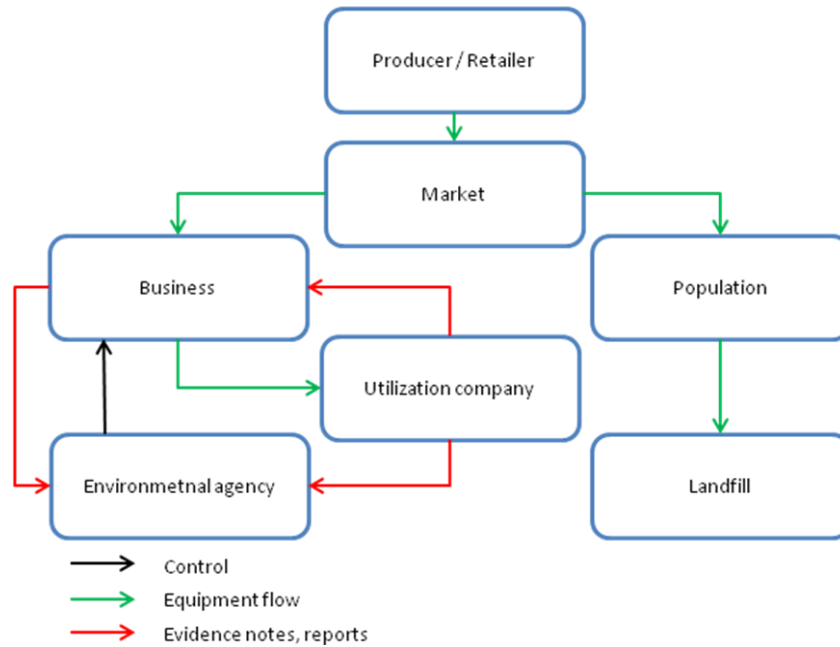 Producer / Retailer
Market
Business
Population
Utilization company
Environmetnal agency
Landfill
Control
Equipment flow
Evidence notes, reports